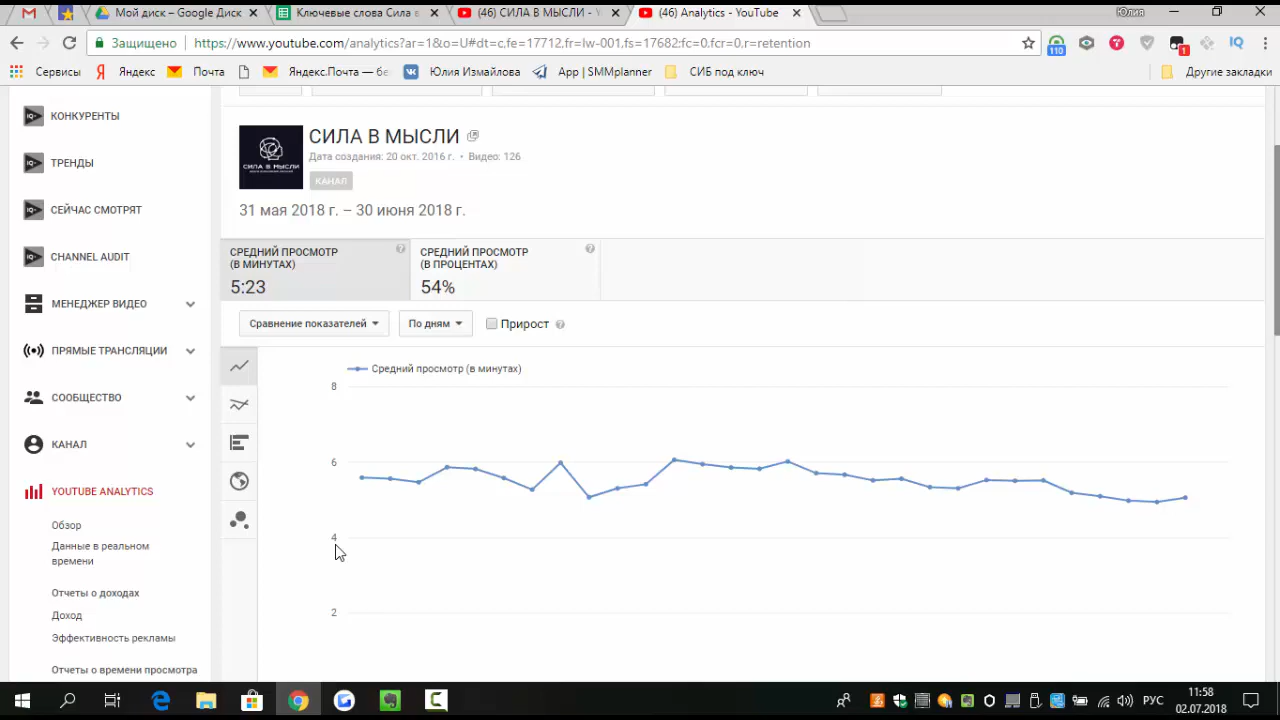 Мой диск – Google Диск
Ключевые слова Сила в
(46) СИЛА В МЫСЛИ - Y
(46) Analytics - YouTube
Юлия
Защищено
https://www.youtube.com/analytics?ar=1&o=U#dt=c,fe=17712,fr=lw-001,fs=17682;fc=0,fcr=0,r=retention
110
1
IQ
Сервисы
Яндекс
Почта
Яндекс.Почта — бе
Юлия Измайлова
App | SMMplanner
СИБ под ключ
Другие закладки
КОНКУРЕНТЫ
ТРЕНДЫ
СЕЙЧАС СМОТРЯТ
CHANNEL AUDIT
МЕНЕДЖЕР ВИДЕО
ПРЯМЫЕ ТРАНСЛЯЦИИ
СООБЩЕСТВО
КАНАЛ
YOUTUBE ANALYTICS
Обзор
Данные в реальном
времени
Отчеты о доходах
Доход
Эффективность рекламы
Отчеты о времени просмотра
СИЛА В МЫСЛИ
СИЛА В МЫСЛИ
Дата создания: 20 окт. 2016 г. • Видео: 126
КАНАЛ
31 мая 2018 г. – 30 июня 2018 г.
СРЕДНИЙ ПРОСМОТР
(В МИНУТАХ)
5:23
СРЕДНИЙ ПРОСМОТР
(В ПРОЦЕНТАХ)
54%
Сравнение показателей
По дням
Прирост
Средний просмотр (в минутах)
8
6
4
2
РУС
11:58
02.07.2018